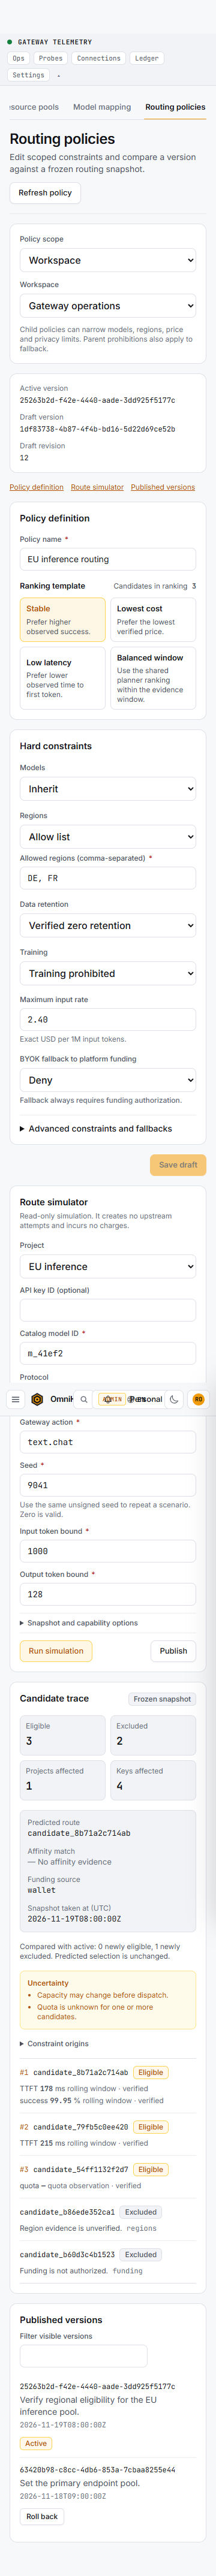 GATEWAY TELEMETRY
Ops
Probes
Connections
Ledger
Settings
source pools
Model mapping
Routing policies
Routing policies
Edit scoped constraints and compare a version
against a frozen routing snapshot.
Refresh policy
Policy scope
Workspace
Workspace
Gateway operations
Child policies can narrow models, regions, price
and privacy limits. Parent prohibitions also apply to
fallback.
Active version
25263b2d-f42e-4440-aade-3dd925f5177c
Draft version
1df83738-4b87-4f4b-bd16-5d22d69ce52b
Draft revision
12
Policy definition
Route simulator
Published versions
Policy definition
Policy name *
EU inference routing
Ranking template
Candidates in ranking 3
Stable
Prefer higher
observed success.
Lowest cost
Prefer the lowest
verified price.
Low latency
Prefer lower
observed time to
first token.
Balanced window
Use the shared
planner ranking
within the evidence
window.
Hard constraints
Models
Inherit
Regions
Allow list
Allowed regions (comma-separated) *
DE, FR
Data retention
Verified zero retention
Training
Training prohibited
Maximum input rate
2.40
Exact USD per 1M input tokens.
BYOK fallback to platform funding
Deny
Fallback always requires funding authorization.
Advanced constraints and fallbacks
Save draft
Route simulator
Read-only simulation. It creates no upstream
attempts and incurs no charges.
Project
EU inference
API key ID (optional)
Catalog model ID *
m_41ef2
Protocol
RO
Gateway action *
text.chat
Seed *
9041
Use the same unsigned seed to repeat a scenario.
Zero is valid.
Input token bound *
1000
Output token bound *
128
Snapshot and capability options
Run simulation
Publish
Candidate trace
Frozen snapshot
Eligible
3
Excluded
2
Projects affected
1
Keys affected
4
Predicted route
candidate_8b71a2c714ab
Affinity match
— No affinity evidence
Funding source
wallet
Snapshot taken at (UTC)
2026-11-19T08:00:00Z
Compared with active: 0 newly eligible, 1 newly
excluded. Predicted selection is unchanged.
Uncertainty
• Capacity may change before dispatch.
• Quota is unknown for one or more
candidates.
Constraint origins
#1 candidate_8b71a2c714ab Eligible
TTFT 178 ms rolling window · verified
success 99.95 % rolling window · verified
#2 candidate_79fb5c0ee420 Eligible
TTFT 215 ms rolling window · verified
#3 candidate_54ff1132f2d7 Eligible
quota — quota observation · verified
candidate_b86ede352ca1 Excluded
Region evidence is unverified. regions
candidate_b60d3c4b1523 Excluded
Funding is not authorized. funding
Published versions
Filter visible versions
25263b2d-f42e-4440-aade-3dd925f5177c
Verify regional eligibility for the EU
inference pool.
2026-11-19T08:00:00Z
Active
63420b98-c8cc-4db6-853a-7cbaa8255e44
Set the primary endpoint pool.
2026-11-18T09:00:00Z
Roll back